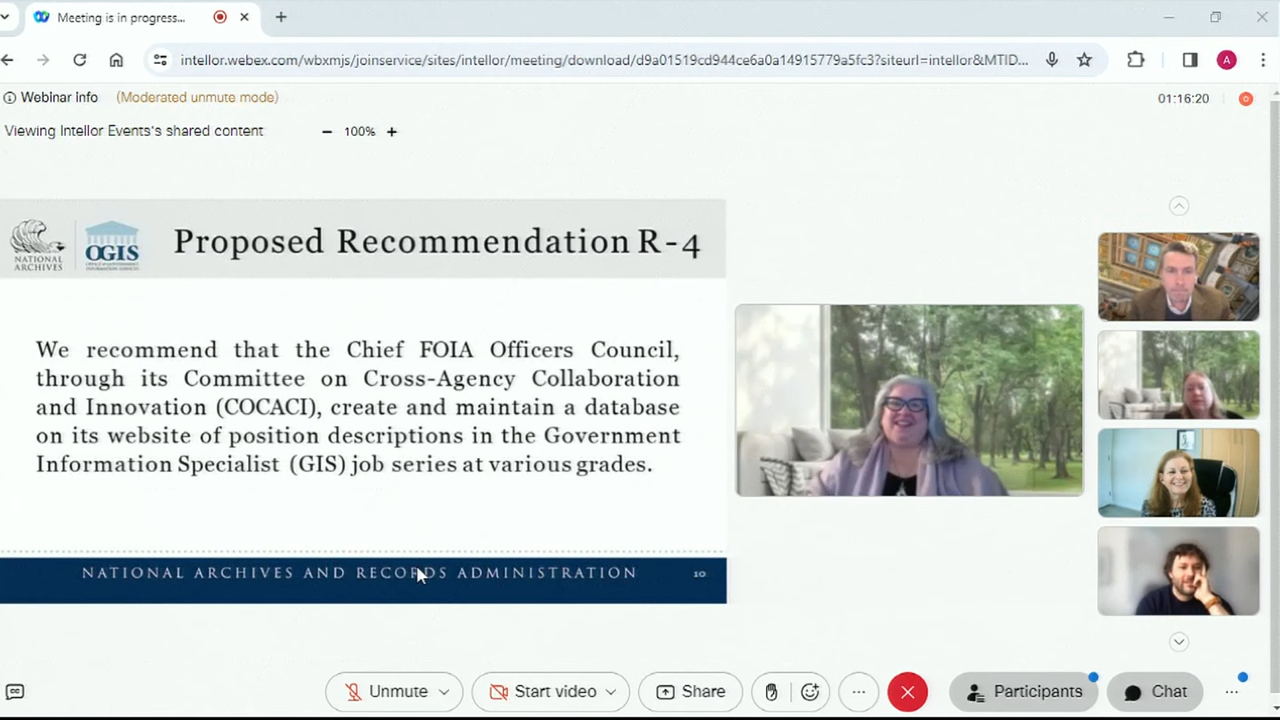 Meeting is in progress...
intellor.webex.com/wbxmjs/joinservice/sites/intellor/meeting/download/d9a01519cd944ce6a0a14915779a5fc3?siteurl=intellor&MTID...
A
Webinar info (Moderated unmute mode)
01:16:20
Viewing Intellor Events's shared content
100%
NATIONAL
ARCHIVES
OGIS
Proposed Recommendation R-4
We recommend that the Chief FOIA Officers Council,
through its Committee on Cross-Agency Collaboration
and Innovation (COCACI), create and maintain a database
on its website of position descriptions in the Government
Information Specialist (GIS) job series at various grades.
NATIONAL ARCHIVES AND RECORDS ADMINISTRATION
10
Unmute
Start video
Share
Participants
Chat